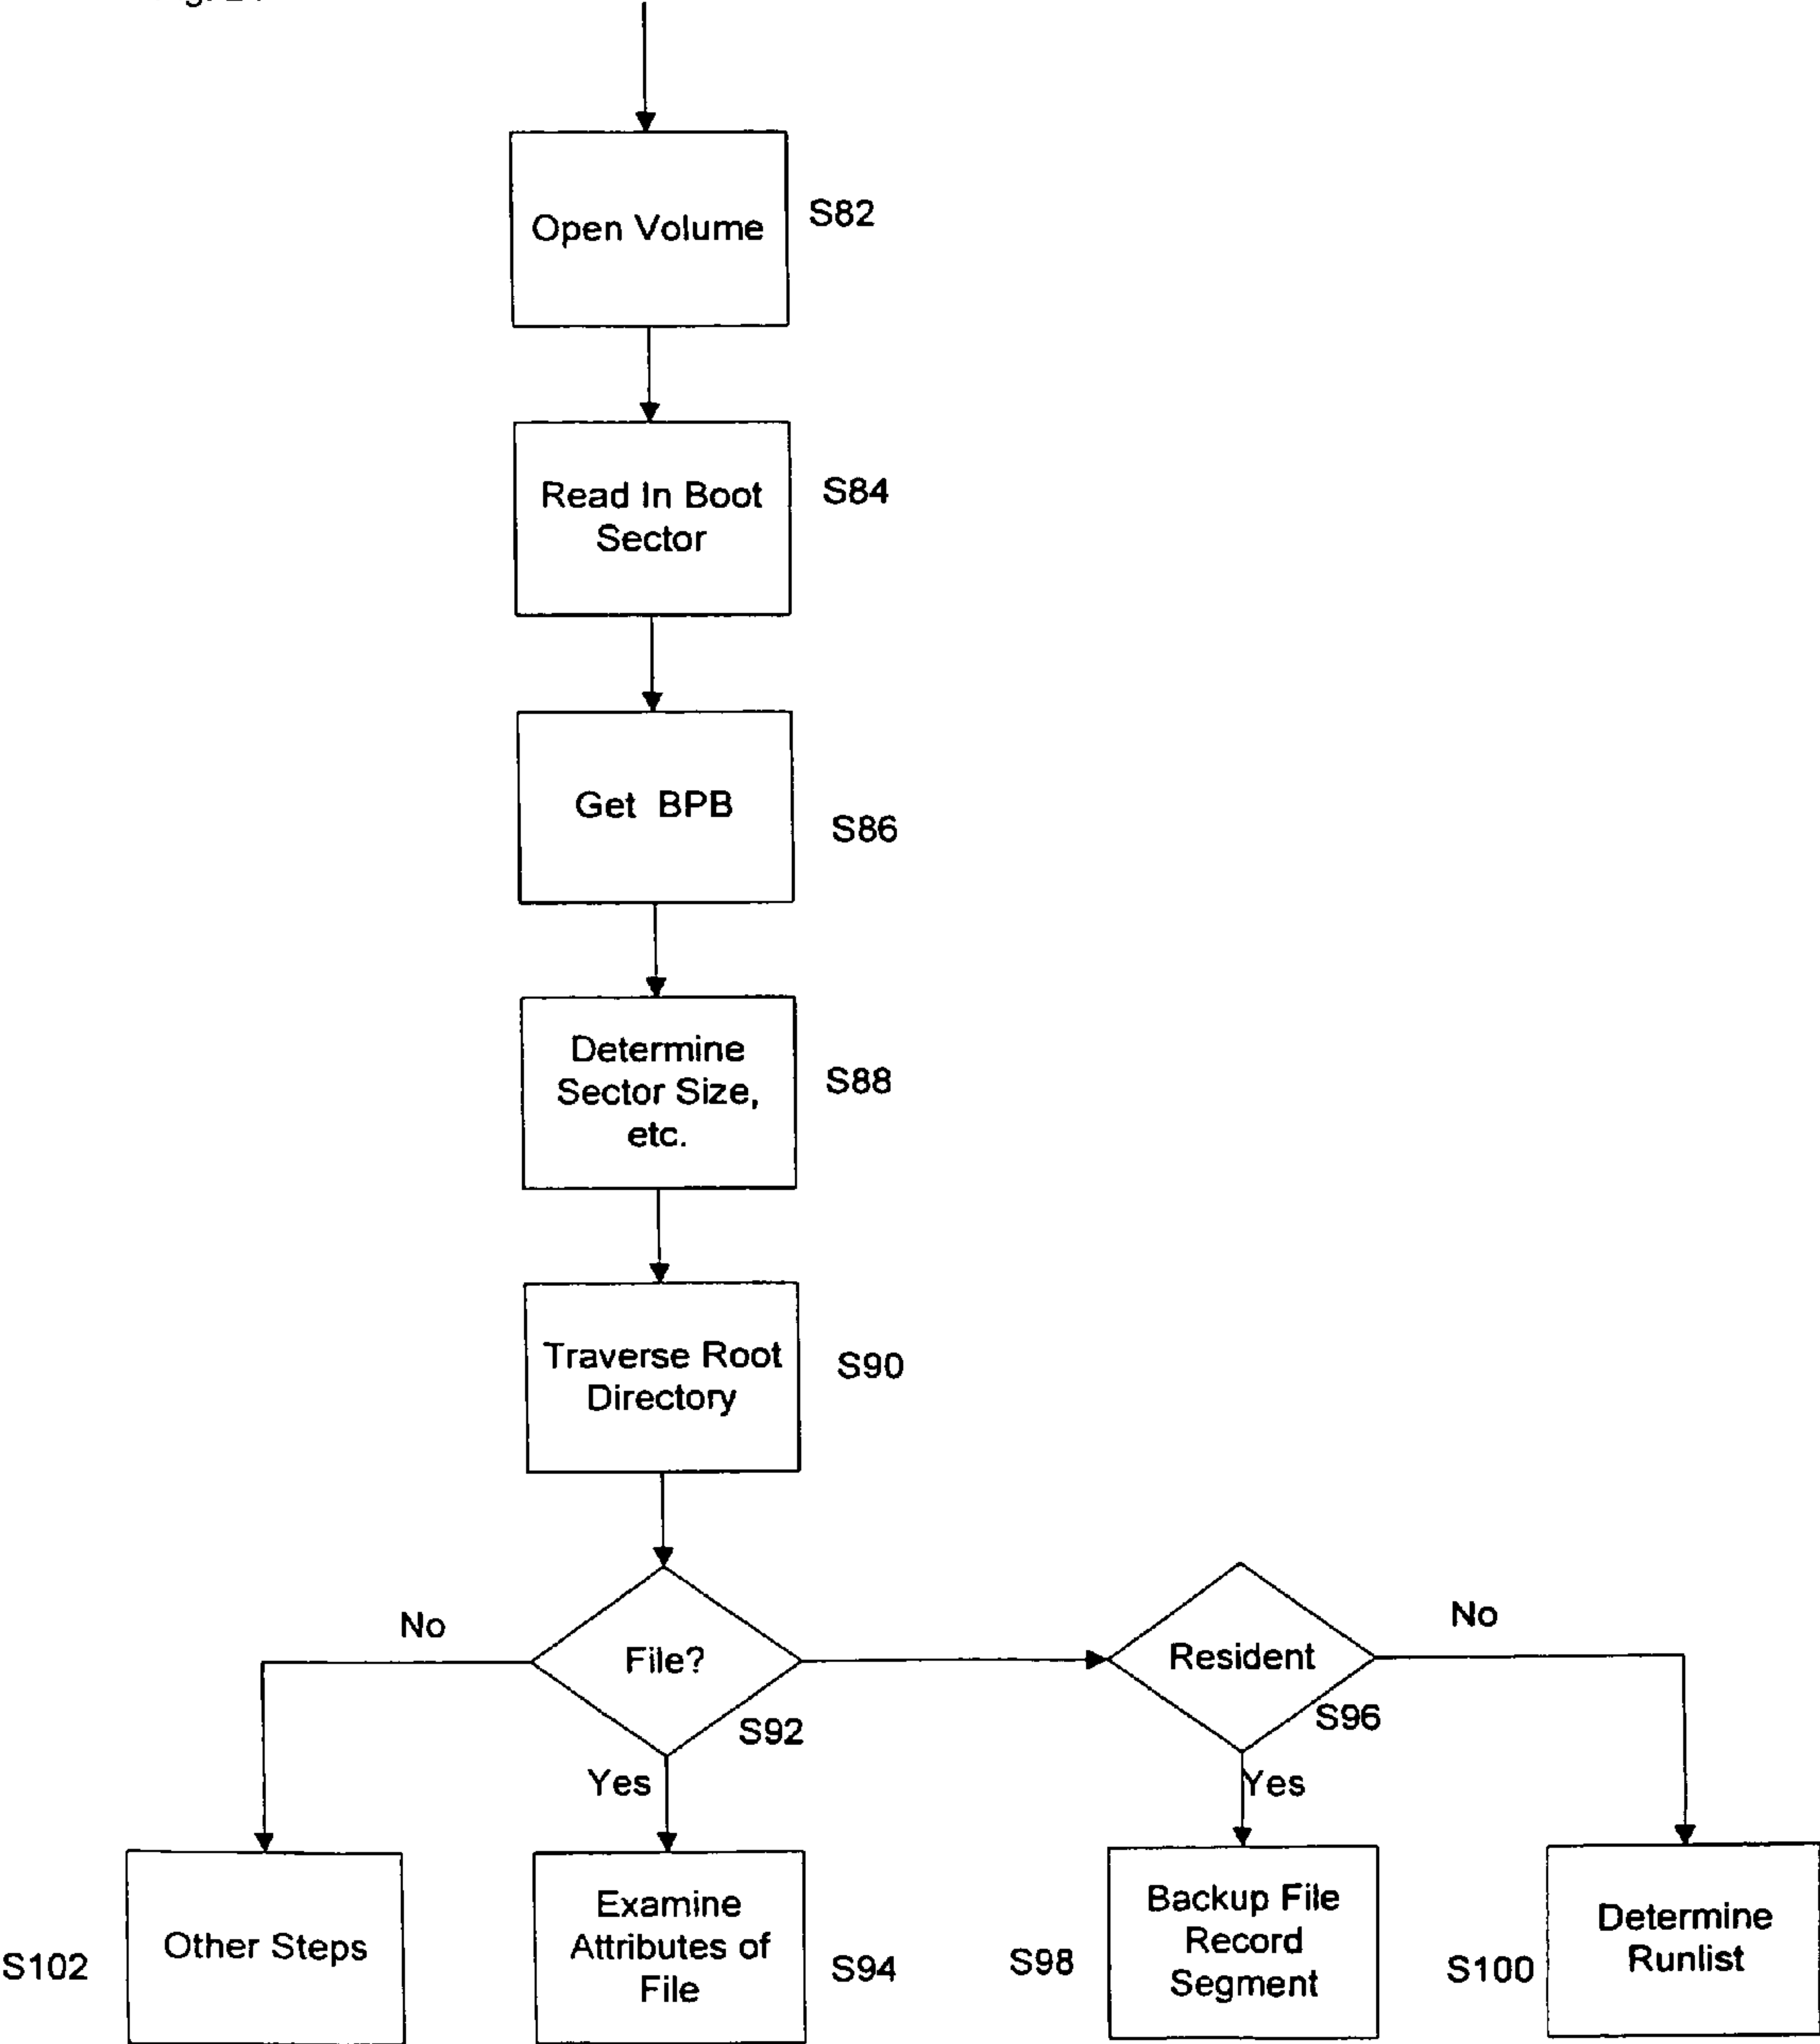 Open Volume
S82
Read In Boot
Sector
S84
Get BPB
S86
Determine
Sector Size,
etc.
S88
Traverse Root
Directory
S90
No
File?
S92
Yes
Resident
S96
No
Yes
Other Steps
S102
Examine
Attributes of
File
S94
Backup File
Record
Segment
S98
Determine
Runlist
S100